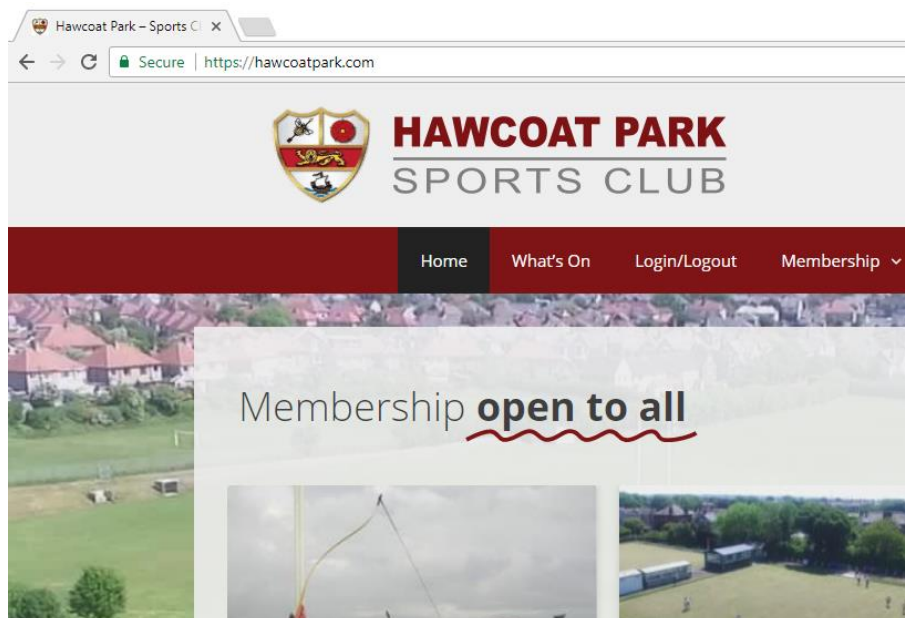 Hawcoat Park – Sports Cl
Secure https://hawcoatpark.com
HAWCOAT PARK
SPORTS CLUB
Home What's On Login/Logout Membership
Membership open to all